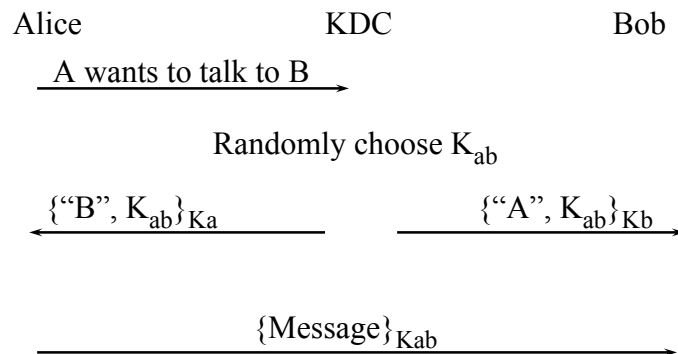 Alice KDC Bob
A wants to talk to B
Randomly choose K_ab
{“B”, K_ab}_Ka {“A”, K_ab}_Kb
{Message}_Kab